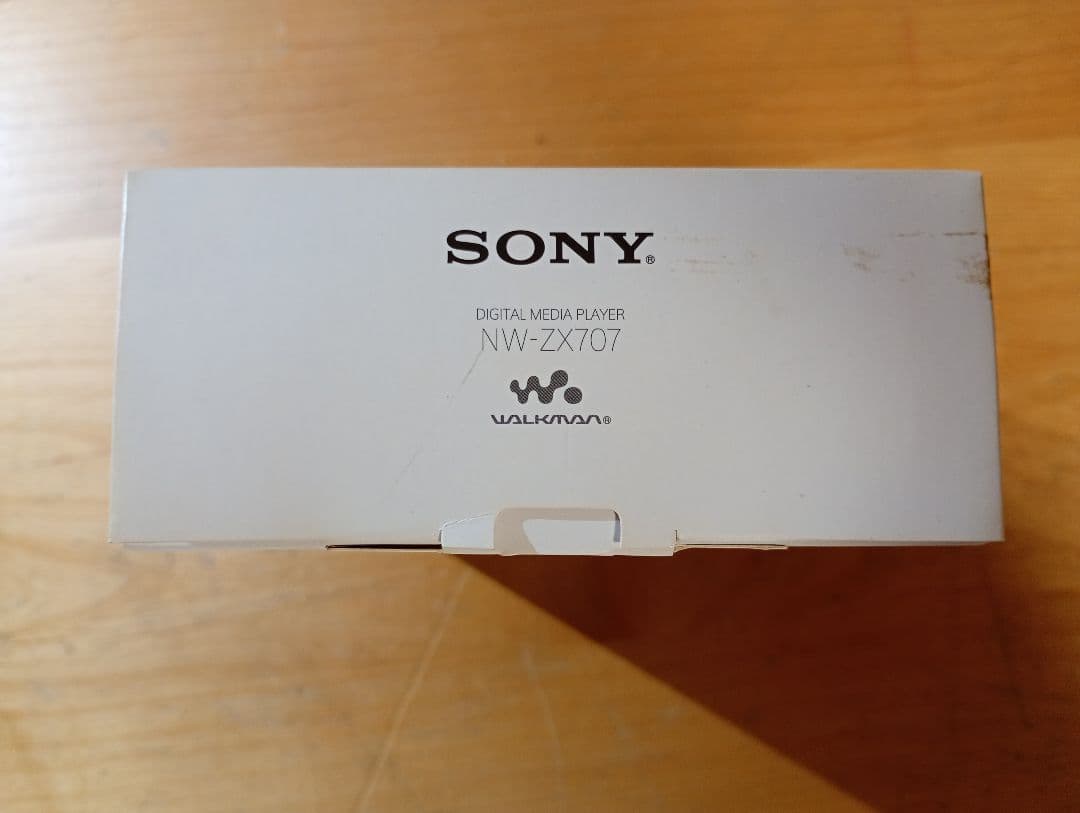 SONY®
DIGITAL MEDIA PLAYER
NW-ZX707
WALKMAN®